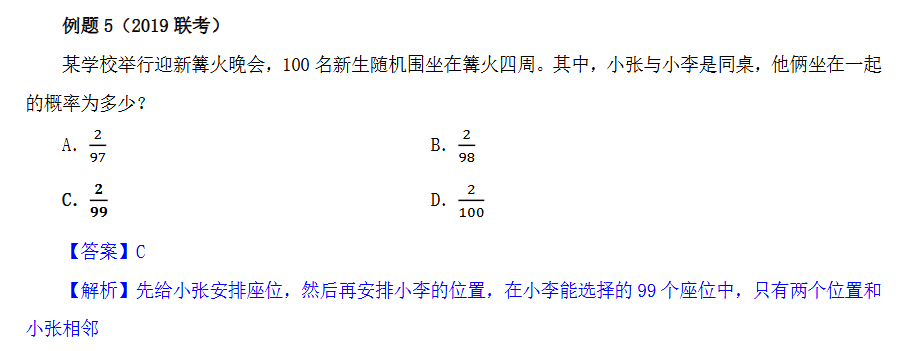 例题 5（2019 联考）
某学校举行迎新篝火晚会，100 名新生随机围坐在篝火四周。其中，小张与小李是同桌，他俩坐在一起
的概率为多少？
A. 2/97 B. 2/98
C. 2/99 D. 2/100
【答案】C
【解析】先给小张安排座位，然后再安排小李的位置，在小李能选择的 99 个座位中，只有两个位置和
小张相邻